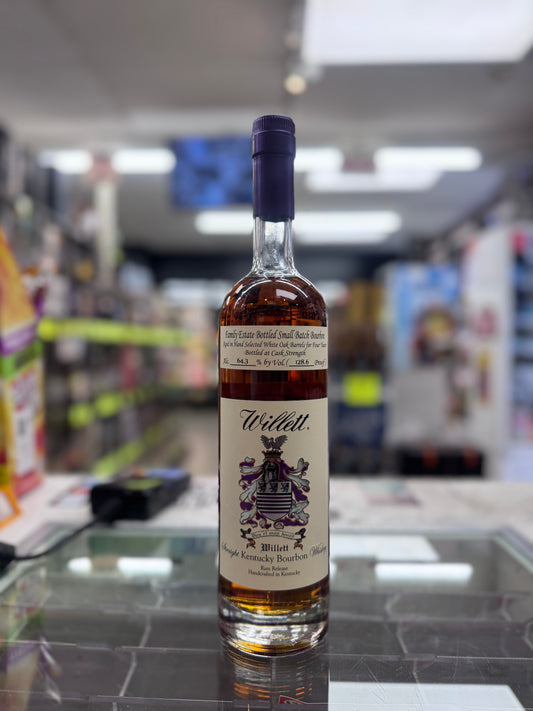 Family Estate Bottled Small Batch Bourbon
Aged in Hand Selected White Oak Barrels for Four Years
Bottled at Cask Strength
Alc. 64.3 % by Vol./ 128.6 (Proof)
Willett®
Willett
Straight Kentucky Bourbon Whiskey
Rare Release
Handcrafted in Kentucky